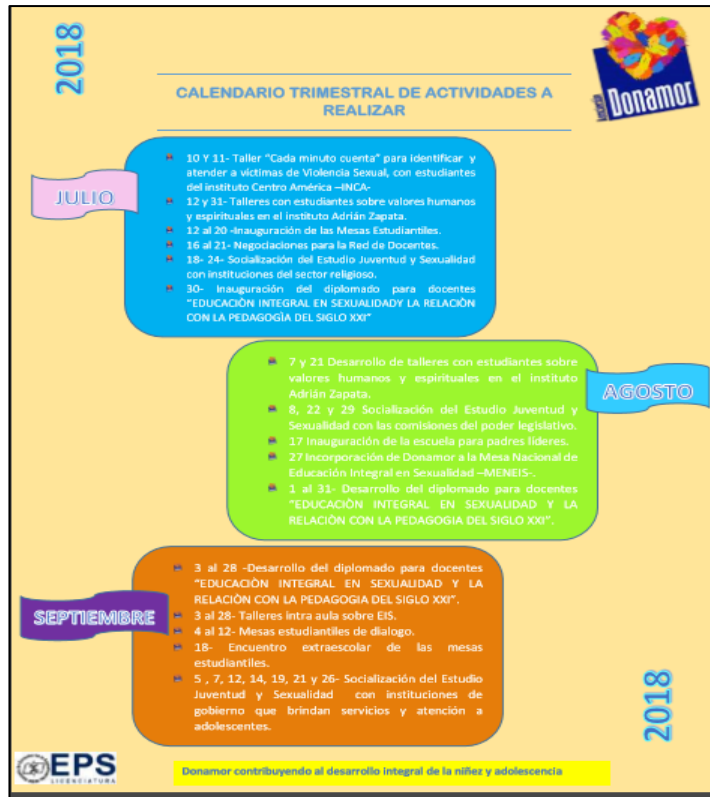 2018
Asociación
Donamor
CALENDARIO TRIMESTRAL DE ACTIVIDADES A
REALIZAR
JULIO
10 Y 11- Taller "Cada minuto cuenta" para identificar y
atender a víctimas de Violencia Sexual, con estudiantes
del instituto Centro América –INCA-
12 y 31- Talleres con estudiantes sobre valores humanos
y espirituales en el instituto Adrián Zapata.
12 al 20 -Inauguración de las Mesas Estudiantiles.
16 al 21- Negociaciones para la Red de Docentes.
18- 24- Socialización del Estudio Juventud y Sexualidad
con instituciones del sector religioso.
30- Inauguración del diplomado para docentes
"EDUCACIÒN INTEGRAL EN SEXUALIDADY LA RELACIÒN
CON LA PEDAGOGÌA DEL SIGLO XXI"
AGOSTO
7 y 21 Desarrollo de talleres con estudiantes sobre
valores humanos y espirituales en el instituto
Adrián Zapata.
8, 22 y 29 Socialización del Estudio Juventud y
Sexualidad con las comisiones del poder legislativo.
17 Inauguración de la escuela para padres líderes.
27 Incorporación de Donamor a la Mesa Nacional de
Educación Integral en Sexualidad –MENEIS-.
1 al 31- Desarrollo del diplomado para docentes
"EDUCACIÒN INTEGRAL EN SEXUALIDAD Y LA
RELACIÒN CON LA PEDAGOGIA DEL SIGLO XXI".
SEPTIEMBRE
3 al 28 -Desarrollo del diplomado para docentes
"EDUCACIÒN INTEGRAL EN SEXUALIDAD Y LA
RELACIÒN CON LA PEDAGOGIA DEL SIGLO XXI".
3 al 28- Talleres intra aula sobre EIS.
4 al 12- Mesas estudiantiles de dialogo.
18- Encuentro extraescolar de las mesas
estudiantiles.
5 , 7, 12, 14, 19, 21 y 26- Socialización del Estudio
Juventud y Sexualidad con instituciones de
gobierno que brindan servicios y atención a
adolescentes.
2018
EPS
LICENCIATURA
Donamor contribuyendo al desarrollo integral de la niñez y adolescencia